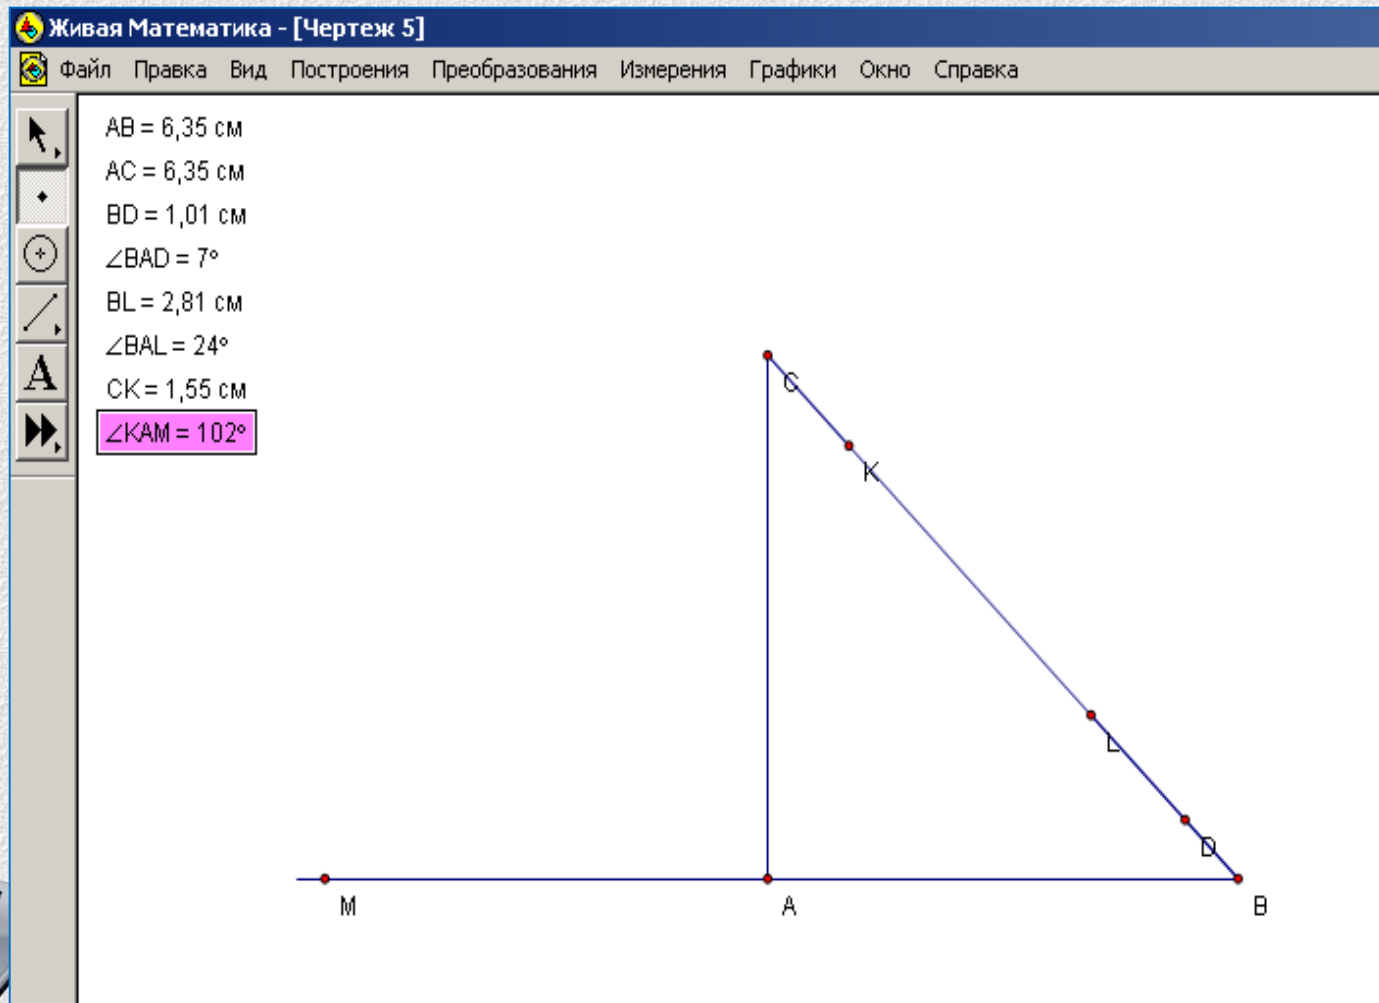 Живая Математика - [Чертеж 5]
Файл Правка Вид Построения Преобразования Измерения Графики Окно Справка
AB = 6,35 см
AC = 6,35 см
BD = 1,01 см
∠BAD = 7°
BL = 2,81 см
∠BAL = 24°
CK = 1,55 см
∠KAM = 102°
A
C
K
L
D
M A B